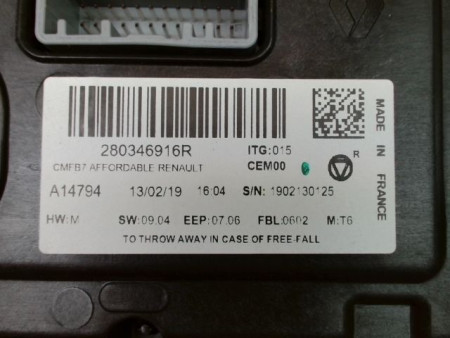 280346916R
ITG:015
CMFB7 AFFORDABLE RENAULT
CEM00
R
A14794 13/02/19 16:04 S/N: 1902130125
HW:M SW:09.04 EEP:07.06 FBL:0602 M:T6
TO THROW AWAY IN CASE OF FREE-FALL
MADE IN FRANCE